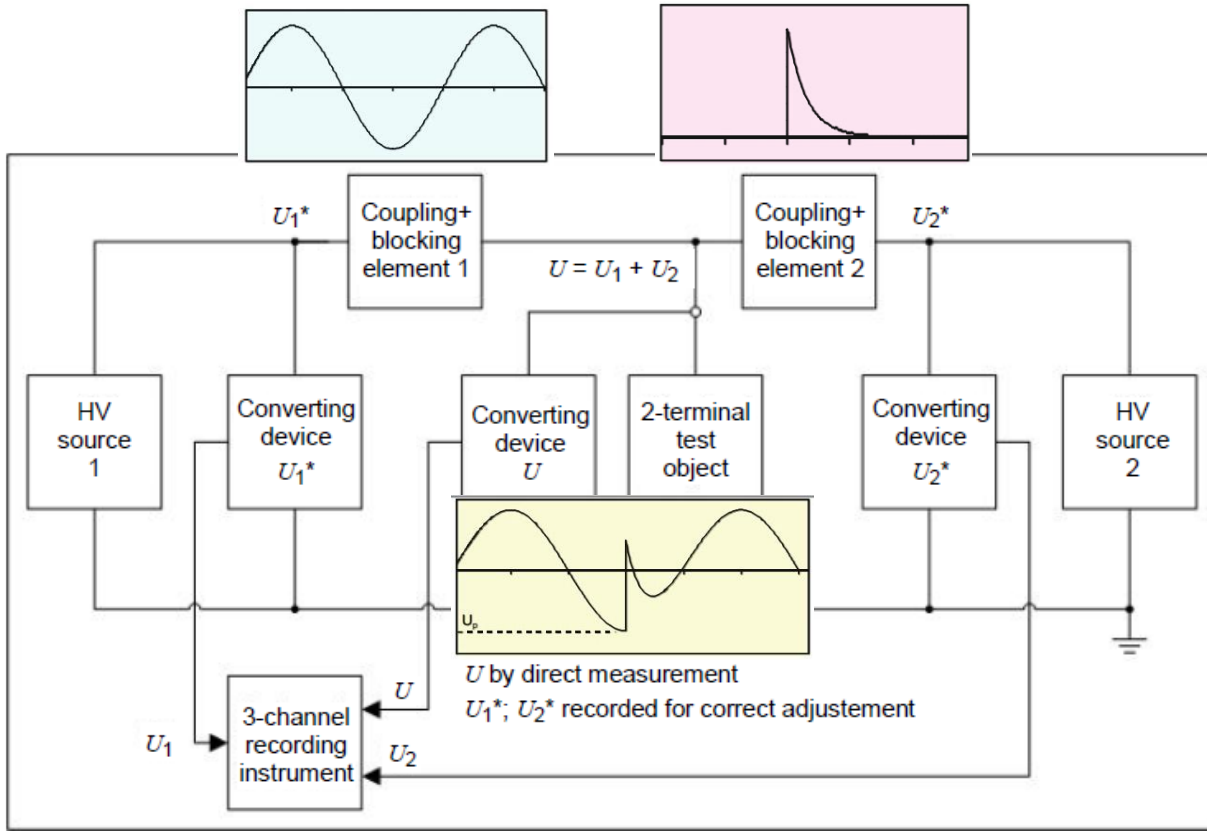 U1*
Coupling+
blocking
element 1
U = U1 + U2
Coupling+
blocking
element 2
U2*
HV
source
1
Converting
device
U1*
Converting
device
U
2-terminal
test
object
Converting
device
U2*
HV
source
2
Up
U by direct measurement
U1*; U2* recorded for correct adjustement
U1
3-channel
recording
instrument
U
U2